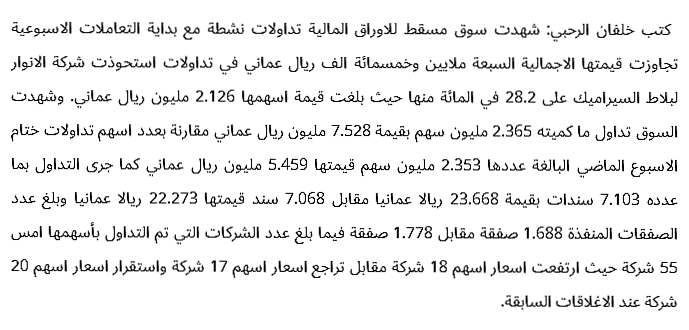 كتب خلفان الرحبي: شهدت سوق مسقط للاوراق المالية تداولات نشطة مع بداية التعاملات الاسبوعية
تجاوزت قيمتها الاجمالية السبعة ملايين وخمسمائة الف ريال عماني في تداولات استحوذت شركة الانوار
لبلاط السيراميك على 28.2 في المائة منها حيث بلغت قيمة اسهمها 2.126 مليون ريال عماني. وشهدت
السوق تداول ما كميته 2.365 مليون سهم بقيمة 7.528 مليون ريال عماني مقارنة بعدد اسهم تداولات ختام
الاسبوع الماضي البالغة عددها 2.353 مليون سهم قيمتها 5.459 مليون ريال عماني كما جرى التداول بما
عدده 7.103 سندات بقيمة 23.668 ريالا عمانيا مقابل 7.068 سند قيمتها 22.273 ريالا عمانيا وبلغ عدد
الصفقات المنفذة 1.688 صفقة مقابل 1.778 صفقة فيما بلغ عدد الشركات التي تم التداول بأسهمها امس
55 شركة حيث ارتفعت اسعار اسهم 18 شركة مقابل تراجع اسعار اسهم 17 شركة واستقرار اسعار اسهم 20
شركة عند الاغلاقات السابقة.